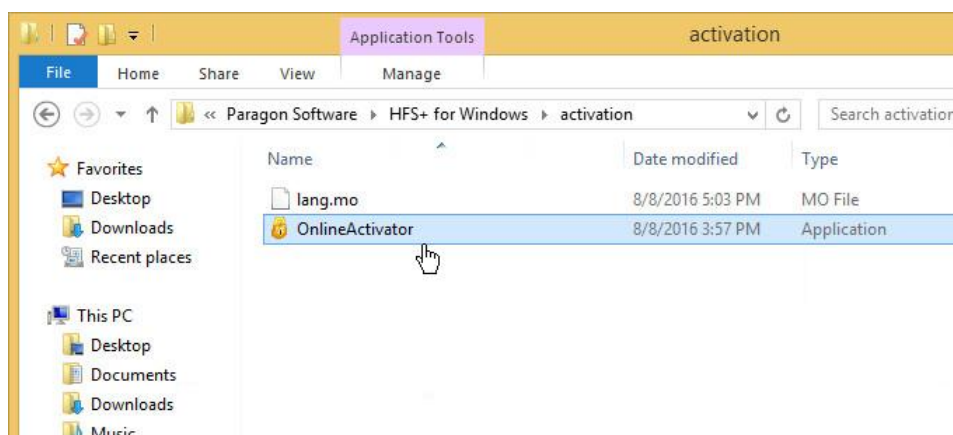 Application Tools activation
File Home Share View Manage
« Paragon Software HFS+ for Windows activation Search activation
Name Date modified Type
Favorites
Desktop
Downloads
Recent places
lang.mo 8/8/2016 5:03 PM MO File
OnlineActivator 8/8/2016 3:57 PM Application
This PC
Desktop
Documents
Downloads
Music